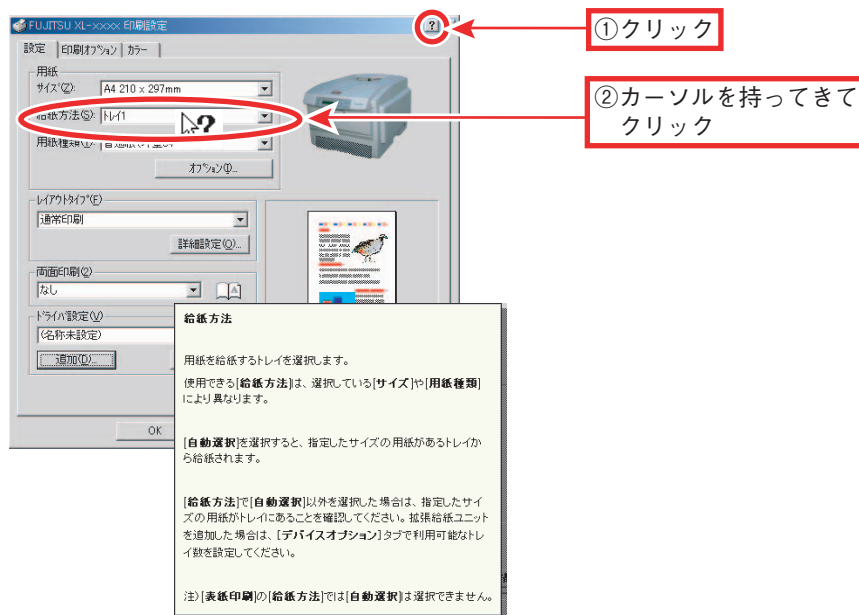 FUJITSU XL-×××× 印刷設定
?
設定 印刷オプション カラー
用紙
サイズ(Z): A4 210 x 297mm
給紙方法(S): トレイ1
用紙種類(T):
オプション(I)...
レイアウトタイプ(F)
通常印刷
詳細設定(O)...
両面印刷(2)
なし
ドライバ設定(V)
(名称未設定)
追加(D)...
OK
①クリック
②カーソルを持ってきて
クリック
給紙方法
用紙を給紙するトレイを選択します。
使用できる[給紙方法]は、選択している[サイズ]や[用紙種類]
により異なります。
[自動選択]を選択すると、指定したサイズの用紙があるトレイか
ら給紙されます。
[給紙方法]で[自動選択]以外を選択した場合は、指定したサイ
ズの用紙がトレイにあることを確認してください。拡張給紙ユニット
を追加した場合は、[デバイスオプション]タブで利用可能なトレ
イ数を設定してください。
注)[表紙印刷]の[給紙方法]では[自動選択]は選択できません。